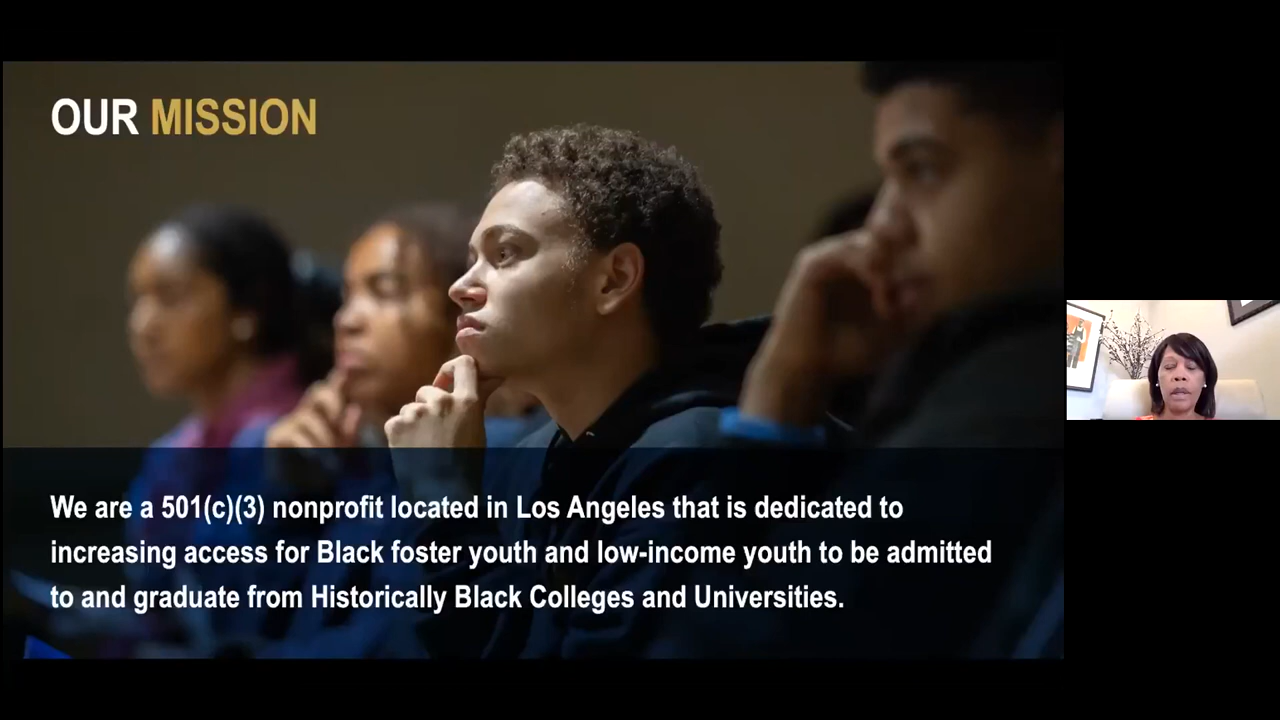 OUR MISSION
We are a 501(c)(3) nonprofit located in Los Angeles that is dedicated to
increasing access for Black foster youth and low-income youth to be admitted
to and graduate from Historically Black Colleges and Universities.